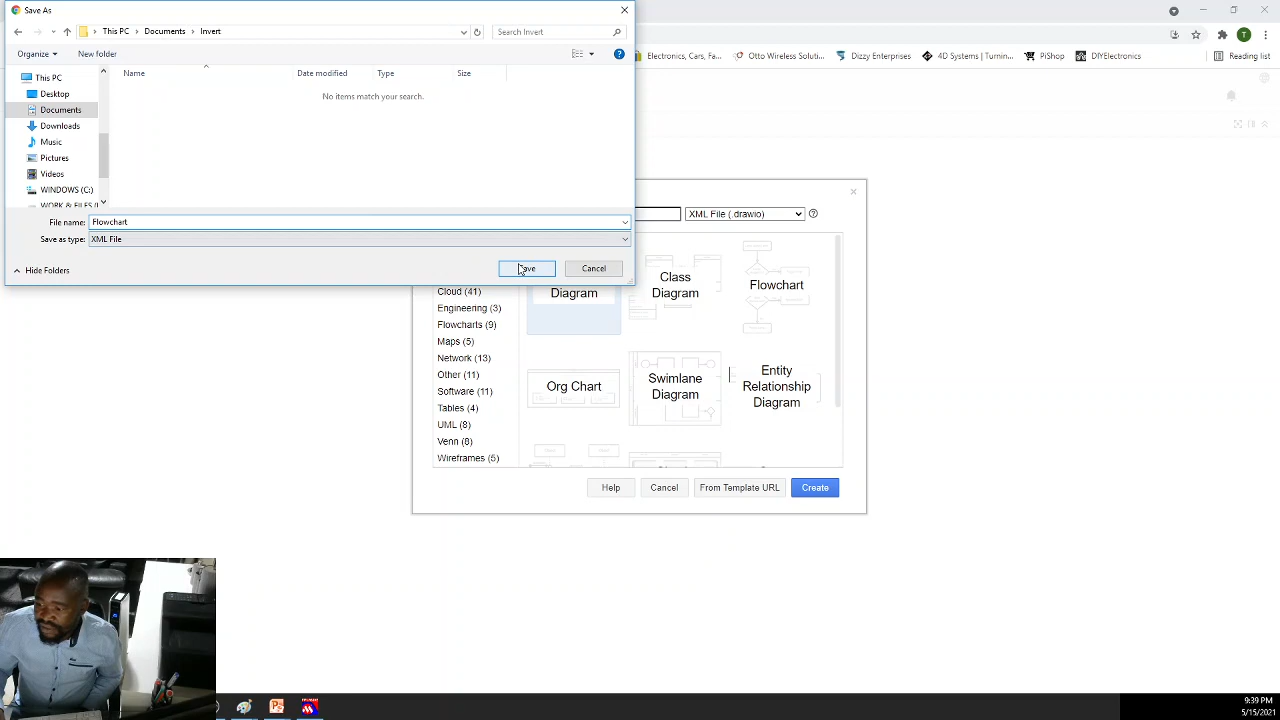 Save As
This PC > Documents > Invert
Search Invert
Organize
New folder
Name
Date modified
Type
Size
No items match your search.
This PC
Desktop
Documents
Downloads
Music
Pictures
Videos
WINDOWS (C:)
WORK & FILES (
File name:
Flowchart
Save as type:
XML File
Hide Folders
Cancel
Electronics, Cars, Fa...
Otto Wireless Solution
Dizzy Enterprises
4D Systems | Turnin...
PiShop
DIYElectronics
Reading list
T
XML File (.drawio)
Cloud (41)
Engineering (3)
Flowcharts (9)
Maps (5)
Network (13)
Other (11)
Software (11)
Tables (4)
UML (8)
Venn (8)
Wireframes (5)
Diagram
Class
Diagram
Flowchart
Org Chart
Swimlane
Diagram
Entity
Relationship
Diagram
Help
Cancel
From Template URL
Create
9:39 PM
5/15/2021